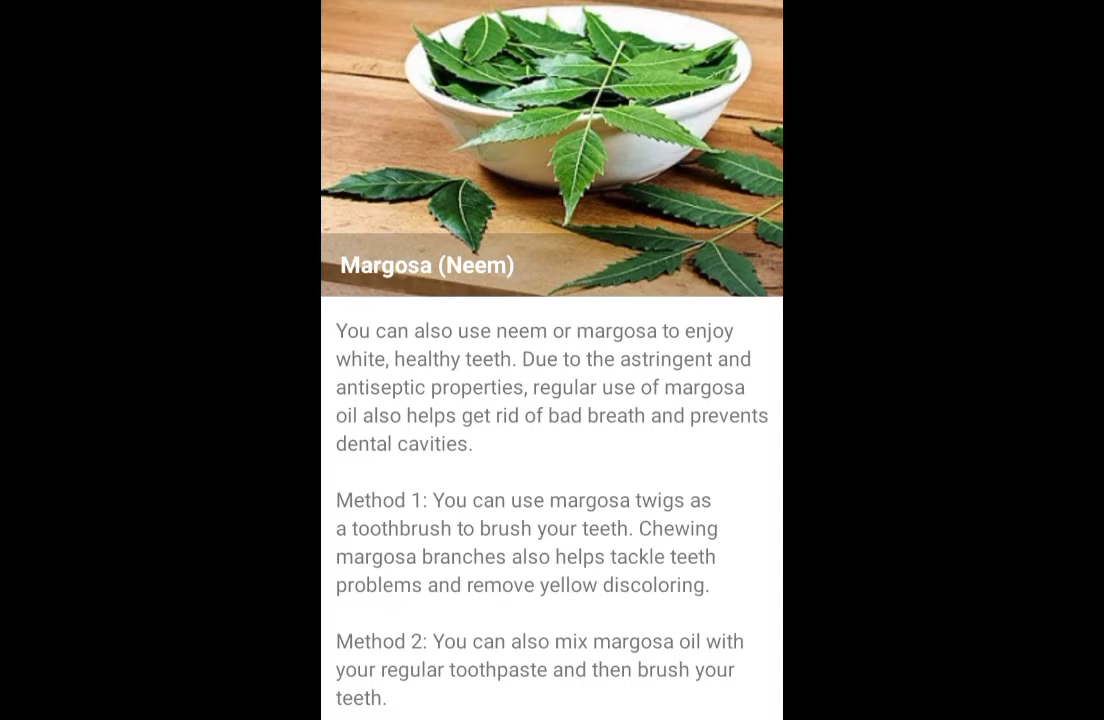 Margosa (Neem)
You can also use neem or margosa to enjoy
white, healthy teeth. Due to the astringent and
antiseptic properties, regular use of margosa
oil also helps get rid of bad breath and prevents
dental cavities.
Method 1: You can use margosa twigs as
a toothbrush to brush your teeth. Chewing
margosa branches also helps tackle teeth
problems and remove yellow discoloring.
Method 2: You can also mix margosa oil with
your regular toothpaste and then brush your
teeth.